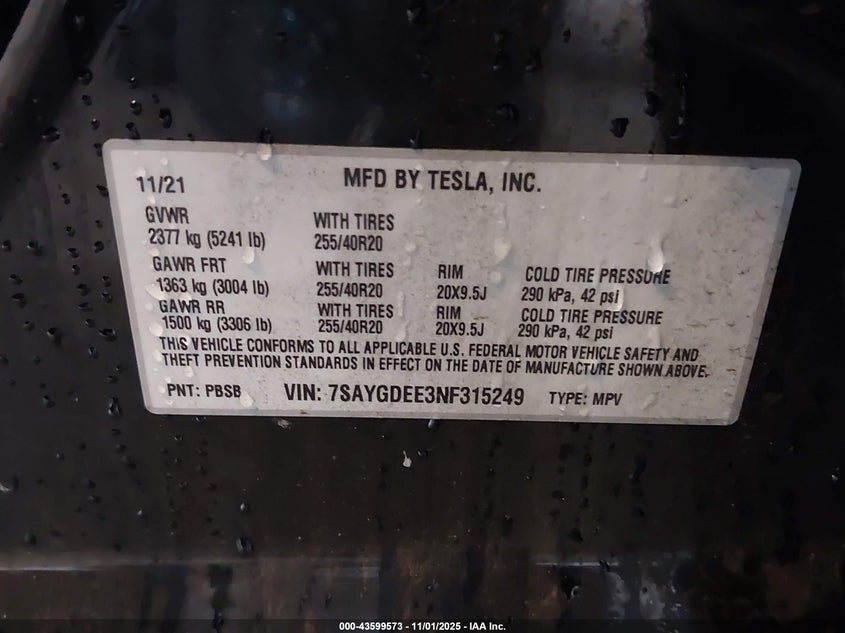 11/21 MFD BY TESLA, INC.
GVWR WITH TIRES
2377 kg (5241 lb) 255/40R20
GAWR FRT WITH TIRES RIM COLD TIRE PRESSURE
1363 kg (3004 lb) 255/40R20 20X9.5J 290 kPa, 42 psi
GAWR RR WITH TIRES RIM COLD TIRE PRESSURE
1500 kg (3306 lb) 255/40R20 20X9.5J 290 kPa, 42 psi
THIS VEHICLE CONFORMS TO ALL APPLICABLE U.S. FEDERAL MOTOR VEHICLE SAFETY AND
THEFT PREVENTION STANDARDS IN EFFECT ON THE DATE OF MANUFACTURE SHOWN ABOVE.
PNT: PBSB VIN: 7SAYGDEE3NF315249 TYPE: MPV
000-43599573 - 11/01/2025 - IAA Inc.